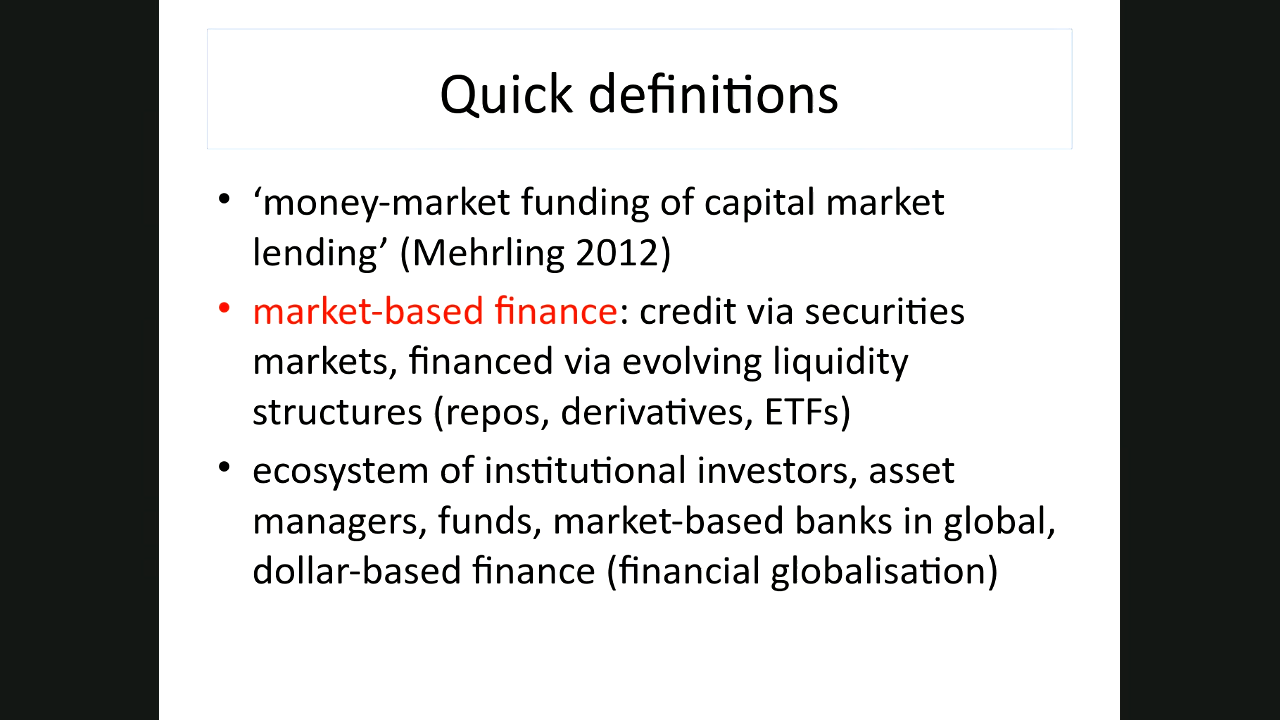 Quick definitions
• ‘money-market funding of capital market
lending’ (Mehrling 2012)
• market-based finance: credit via securities
markets, financed via evolving liquidity
structures (repos, derivatives, ETFs)
• ecosystem of institutional investors, asset
managers, funds, market-based banks in global,
dollar-based finance (financial globalisation)